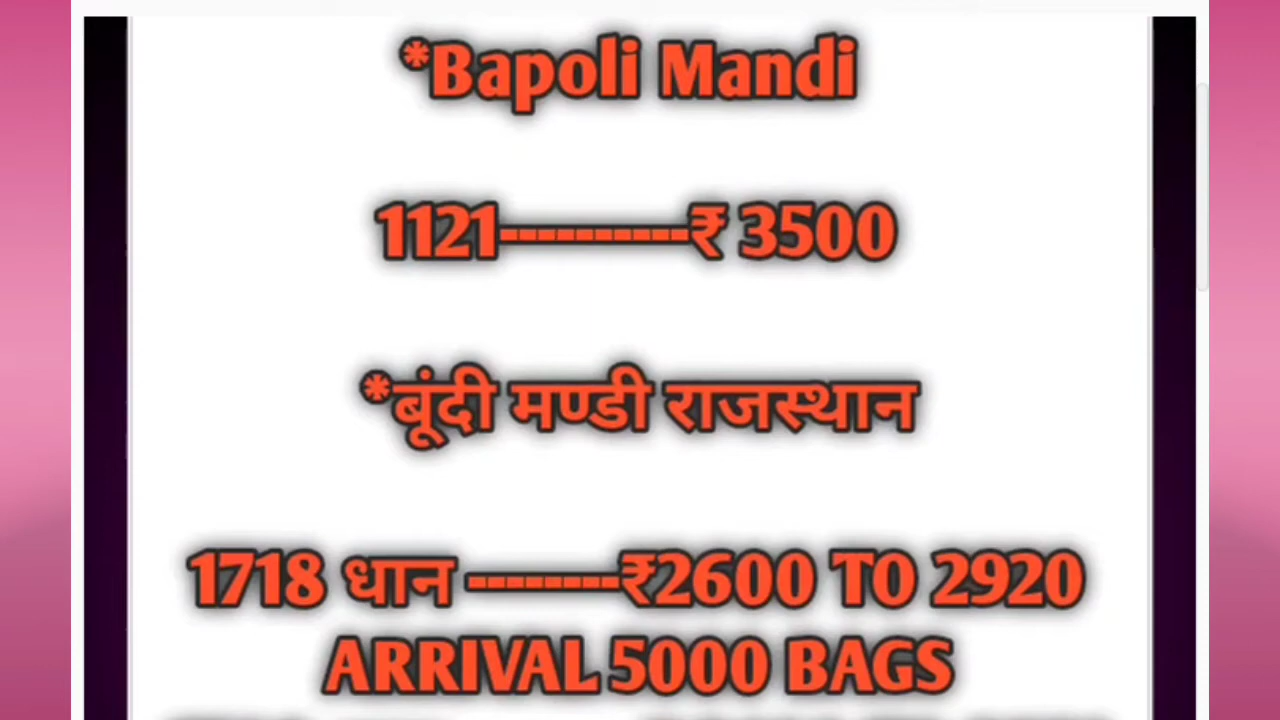 *Bapoli Mandi
1121----------₹ 3500
*बूंदी मण्डी राजस्थान
1718 धान --------₹2600 TO 2920
ARRIVAL 5000 BAGS